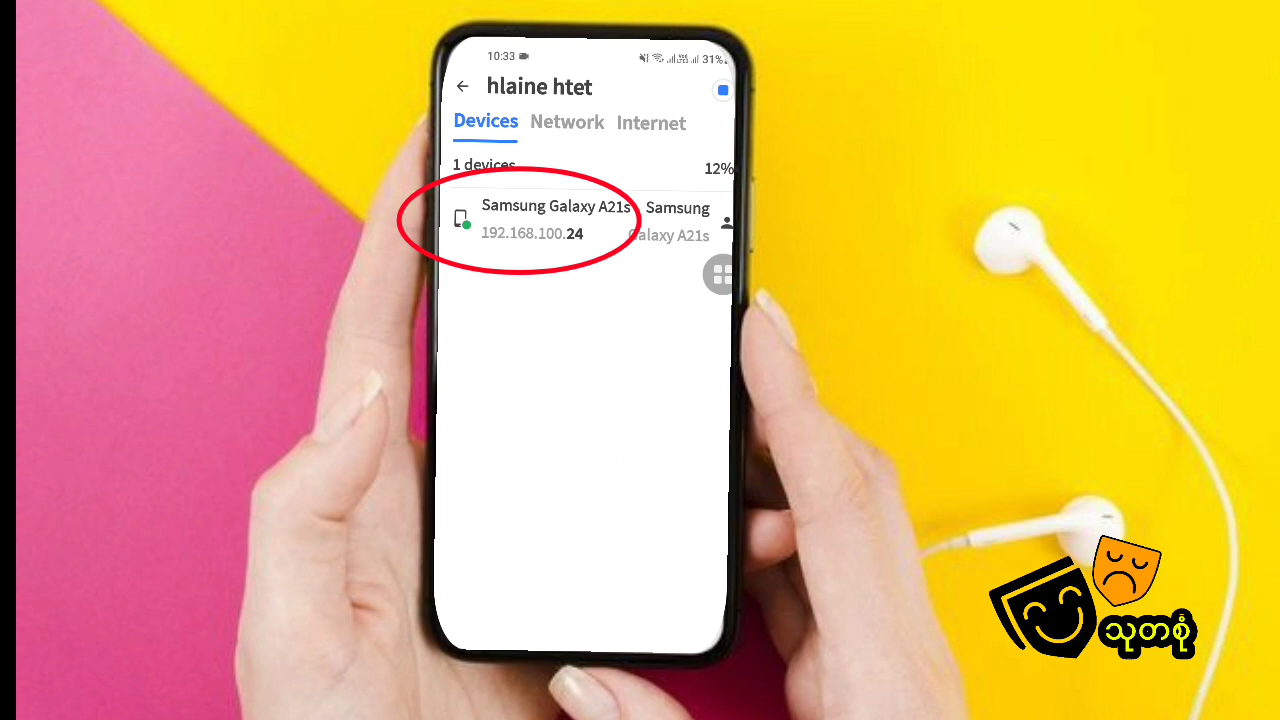 10:33 31%
hlaine htet
Devices Network Internet
1 devices 12%
Samsung Galaxy A21s Samsung
192.168.100.24 Galaxy A21s
သုတစုံ